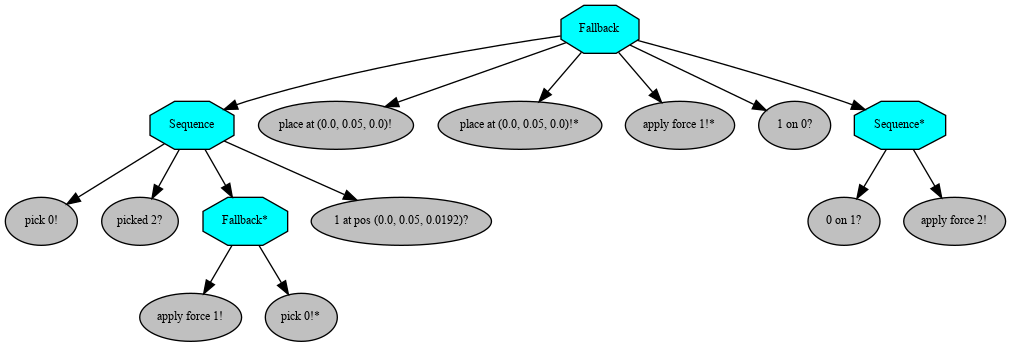 Fallback
Sequence
place at (0.0, 0.05, 0.0)!
place at (0.0, 0.05, 0.0)!*
apply force 1!*
1 on 0?
Sequence*
pick 0!
picked 2?
Fallback*
1 at pos (0.0, 0.05, 0.0192)?
0 on 1?
apply force 2!
apply force 1!
pick 0!*